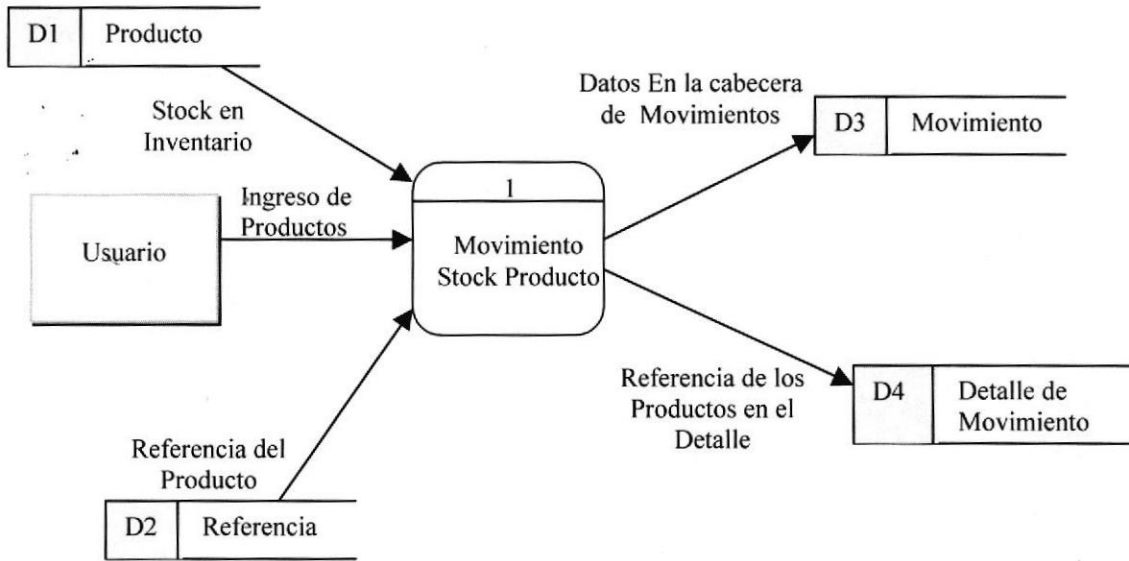 D1 Producto
Stock en
Inventario
Datos En la cabecera
de Movimientos
D3 Movimiento
Usuario
Ingreso de
Productos
1
Movimiento
Stock Producto
Referencia de los
Productos en el
Detalle
D4 Detalle de
Movimiento
Referencia del
Producto
D2 Referencia